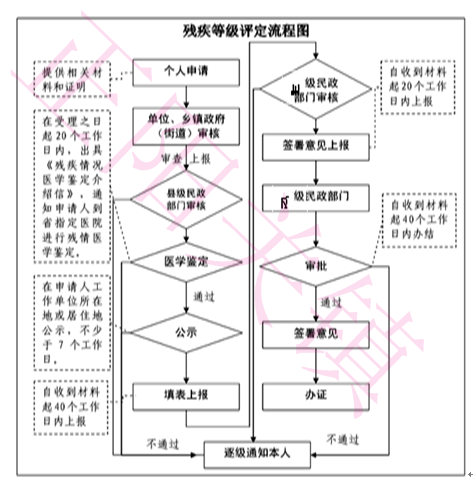 残疾等级评定流程图
提供相关材
料和证明
个人申请
单位、乡镇政府
（街道）审核
审查 上报
在受理之日
起20个工作
日内，出具
《残疾情况
医学鉴定介
绍信》，通
知申请人到
省指定医院
进行残情医
学鉴定。
县级民政
部门审核
医学鉴定
通过
在申请人工
作单位所在
地或居住地
公示，不少
于7个工作
日。
公示
自收到材料
起40个工作
日内上报
填表上报
不通过
级民政
部门审核
自收到材料
起20个工作
日内上报
签署意见上报
级民政部门
自收到材料
起40个工作
日内办结
审批
通过
签署意见
办证
不通过
逐级通知本人